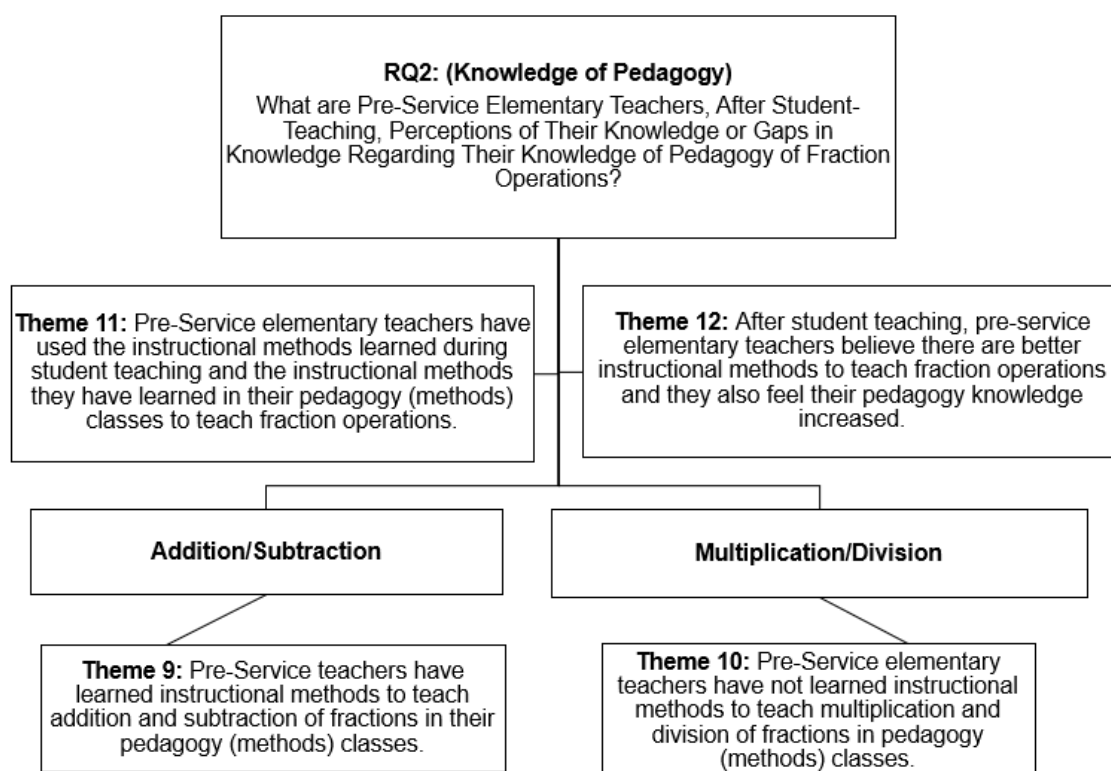 RQ2: (Knowledge of Pedagogy)
What are Pre-Service Elementary Teachers, After Student-
Teaching, Perceptions of Their Knowledge or Gaps in
Knowledge Regarding Their Knowledge of Pedagogy of Fraction
Operations?
Theme 11: Pre-Service elementary teachers have
used the instructional methods learned during
student teaching and the instructional methods
they have learned in their pedagogy (methods)
classes to teach fraction operations.
Theme 12: After student teaching, pre-service
elementary teachers believe there are better
instructional methods to teach fraction operations
and they also feel their pedagogy knowledge
increased.
Addition/Subtraction
Multiplication/Division
Theme 9: Pre-Service teachers have
learned instructional methods to teach
addition and subtraction of fractions in their
pedagogy (methods) classes.
Theme 10: Pre-Service elementary
teachers have not learned instructional
methods to teach multiplication and
division of fractions in pedagogy
(methods) classes.